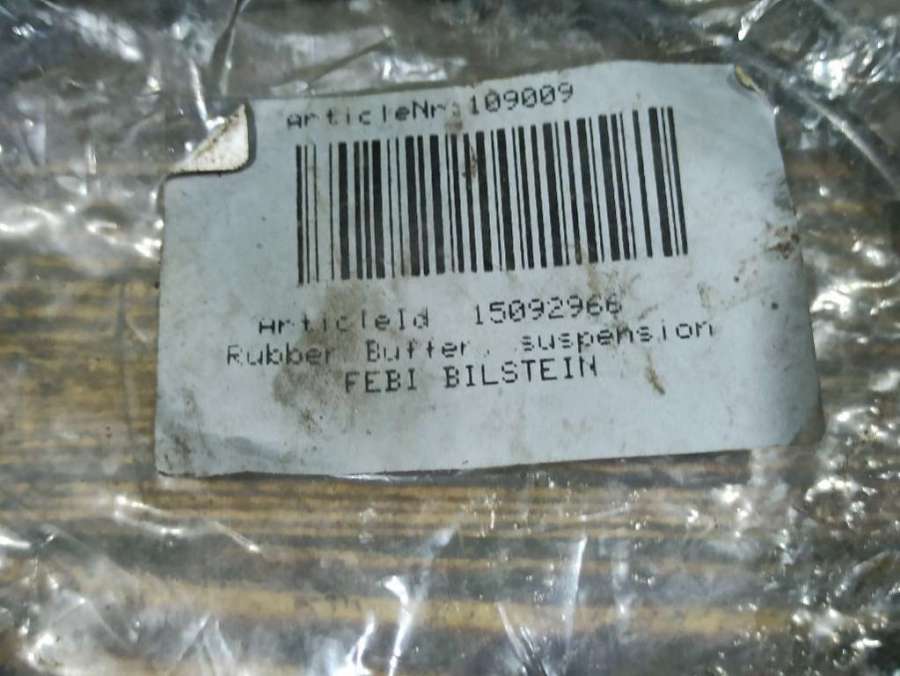 ArticleNr:109009
ArticleId 15092966
Rubber Buffer, suspension
FEBI BILSTEIN